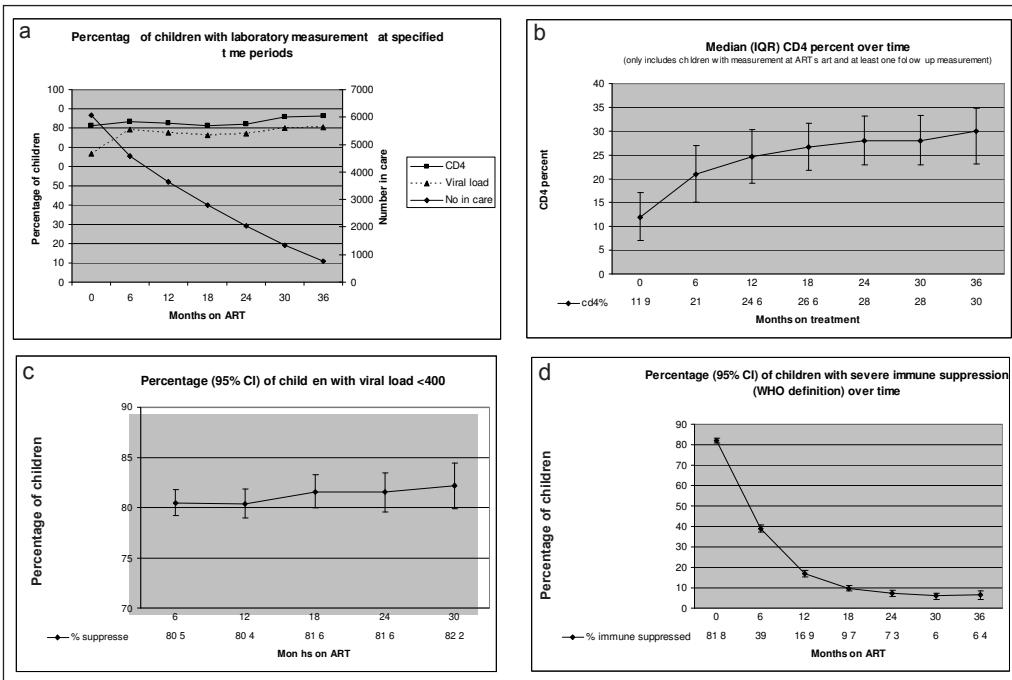 a
Percentag of children with laboratory measurement at specified
t me periods
100
0
80
0
0
50
40
30
20
10
0
7000
6000
5000
4000
3000
2000
1000
0
0 6 12 18 24 30 36
Percentage of children
Number in care
Months on ART
CD4
Viral load
No in care
b
Median (IQR) CD4 percent over time
(only includes children with measurement at ART s art and at least one fo low up measurement)
40
35
30
25
20
15
10
5
0
CD4 percent
0 6 12 18 24 30 36
cd4% 11 9 21 24 6 26 6 28 28 30
Months on treatment
c
Percentage (95% CI) of child en with viral load <400
90
85
80
75
70
Percentage of children
6 12 18 24 30
% suppresse 80 5 80 4 81 6 81 6 82 2
Mon hs on ART
d
Percentage (95% CI) of children with severe immune suppression
(WHO definition) over time
90
80
70
60
50
40
30
20
10
0
Percentage of children
0 6 12 18 24 30 36
% immune suppressed 81 8 39 16 9 9 7 7 3 6 6 4
Months on ART